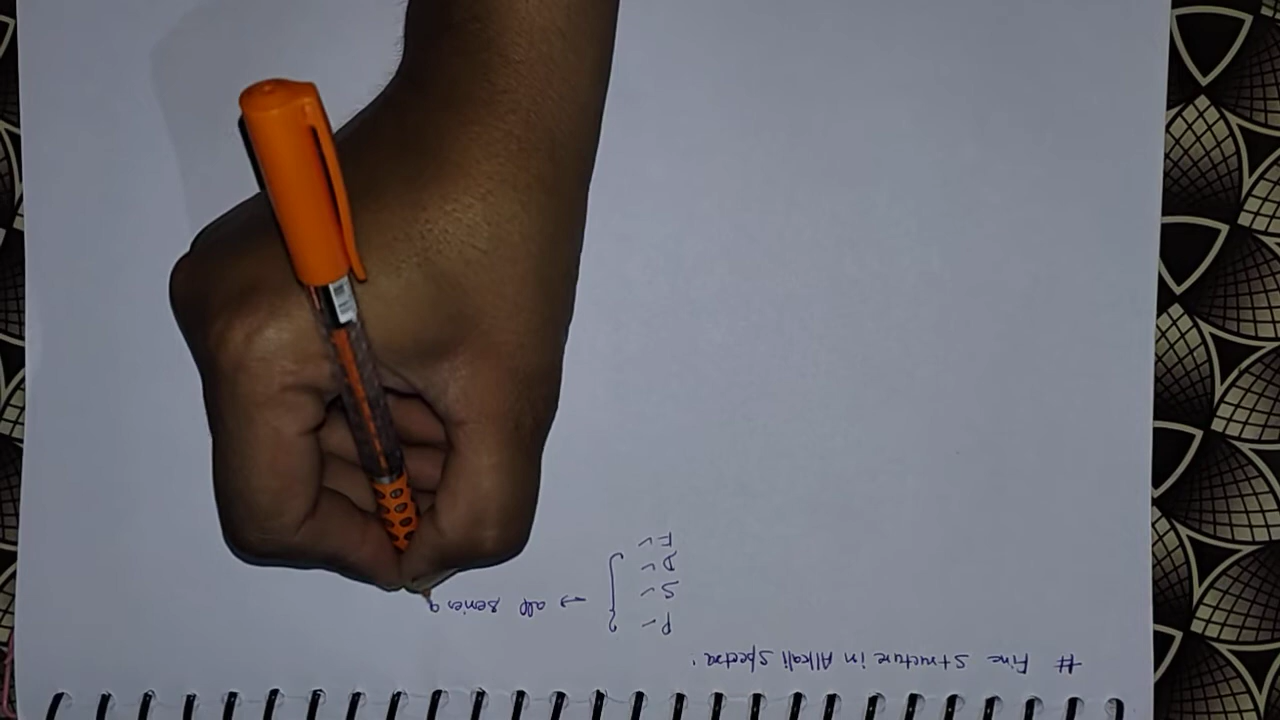 # Fine Structure in Alkali Spectra:
P ✓
S ✓
D ✓
F ✓
→ all series